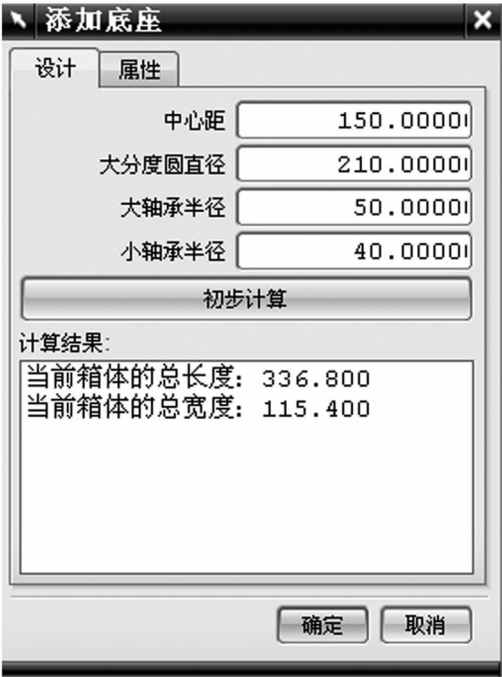 添加底座
设计 属性
中心距 150.0000
大分度圆直径 210.0000
大轴承半径 50.0000
小轴承半径 40.0000
初步计算
计算结果:
当前箱体的总长度: 336.800
当前箱体的总宽度: 115.400
确定 取消